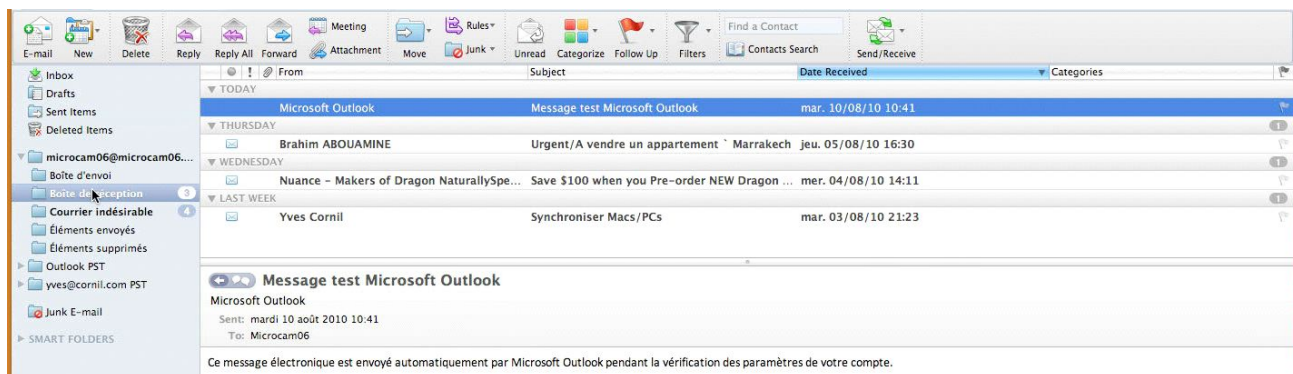 Meeting Rules Find a Contact
E-mail New Delete Reply Reply All Forward Attachment Move Junk Unread Categorize Follow Up Filters Contacts Search Send/Receive
Inbox
Drafts
Sent Items
Deleted Items
microcam06@microcam06....
Boîte d'envoi
Boîte de réception 3
Courrier indésirable 4
Éléments envoyés
Éléments supprimés
Outlook PST
yves@cornil.com PST
Junk E-mail
SMART FOLDERS
! From Subject Date Received Categories
TODAY
Microsoft Outlook Message test Microsoft Outlook mar. 10/08/10 10:41
THURSDAY 1
Brahim ABOUAMINE Urgent/A vendre un appartement ` Marrakech jeu. 05/08/10 16:30
WEDNESDAY 1
Nuance - Makers of Dragon NaturallySpe... Save $100 when you Pre-order NEW Dragon ... mer. 04/08/10 14:11
LAST WEEK 1
Yves Cornil Synchroniser Macs/PCs mar. 03/08/10 21:23
Message test Microsoft Outlook
Microsoft Outlook
Sent: mardi 10 août 2010 10:41
To: Microcam06
Ce message électronique est envoyé automatiquement par Microsoft Outlook pendant la vérification des paramètres de votre compte.